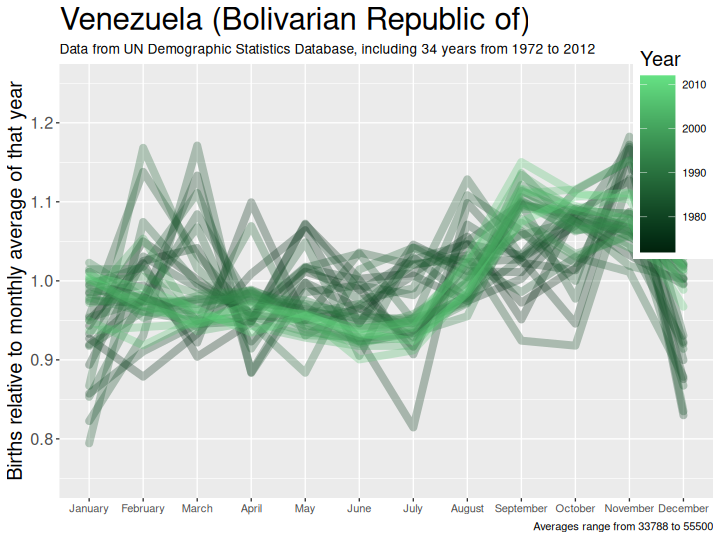 Venezuela (Bolivarian Republic of)
Data from UN Demographic Statistics Database, including 34 years from 1972 to 2012
Year
2010
2000
1990
1980
Births relative to monthly average of that year
1.2
1.1
1.0
0.9
0.8
January February March April May June July August September October November December
Averages range from 33788 to 55500